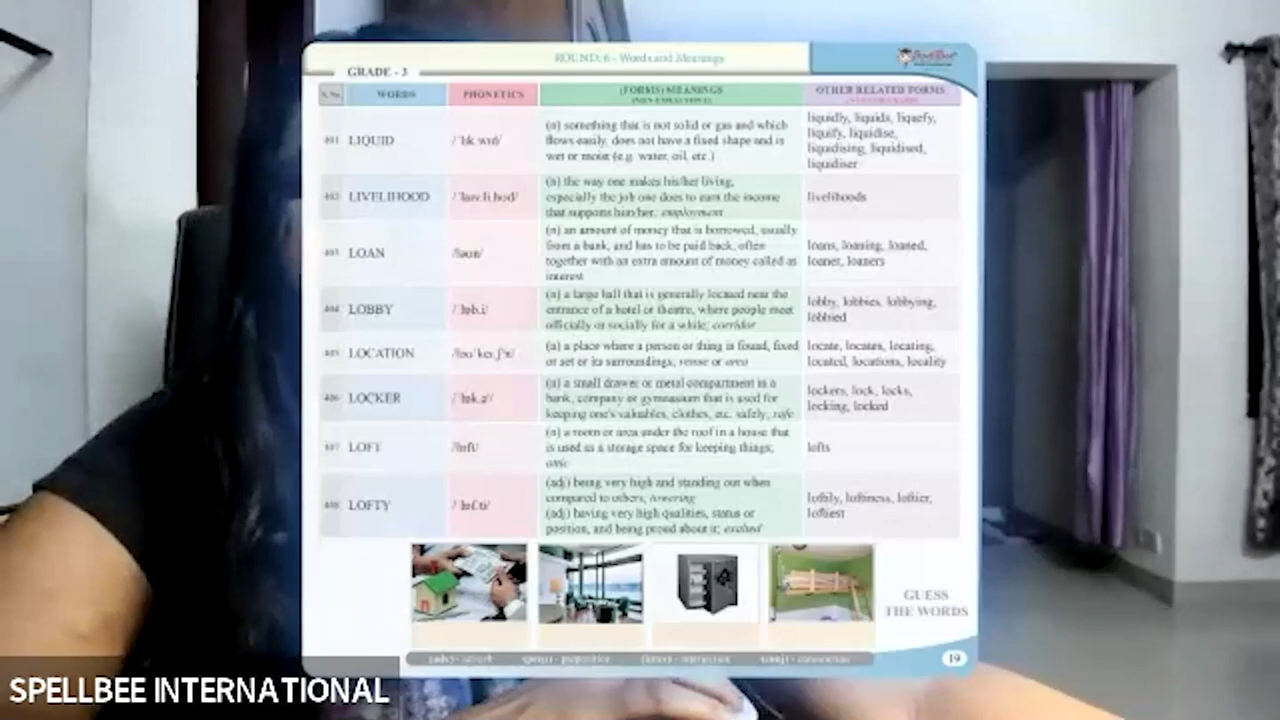 ROUND: 6 - Words and Meanings
GRADE - 3
S. No. WORDS PHONETICS (FORMS) MEANINGS OTHER RELATED FORMS
401 LIQUID (n) something that is not solid or gas and which
flows easily, does not have a fixed shape and is
wet or moist (e.g. water, oil, etc.)
liquidly, liquids, liquefy,
liquify, liquidise,
liquidising, liquidised,
liquidiser
402 LIVELIHOOD (n) the way one makes his/her living,
especially the job one does to earn the income
that supports him/her; employment
livelihoods
403 LOAN /ləʊn/ (n) an amount of money that is borrowed, usually
from a bank, and has to be paid back, often
together with an extra amount of money called as
interest
loans, loaning, loaned,
loaner, loaners
404 LOBBY (n) a large hall that is generally located near the
entrance of a hotel or theatre, where people meet
officially or socially for a while; corridor
lobby, lobbies, lobbying,
lobbied
405 LOCATION (n) a place where a person or thing is found, fixed
or set or its surroundings; venue or area
locate, locates, locating,
located, locations, locality
406 LOCKER (n) a small drawer or metal compartment in a
bank, company or gymnasium that is used for
keeping one's valuables, clothes, etc. safely; safe
lockers, lock, locks,
locking, locked
407 LOFT /lɒft/ (n) a room or area under the roof in a house that
is used as a storage space for keeping things;
attic
lofts
408 LOFTY (adj) being very high and standing out when
compared to others; towering
(adj) having very high qualities, status or
position, and being proud about it; exalted
loftily, loftiness, loftier,
loftiest
GUESS
THE WORDS
19
SPELLBEE INTERNATIONAL